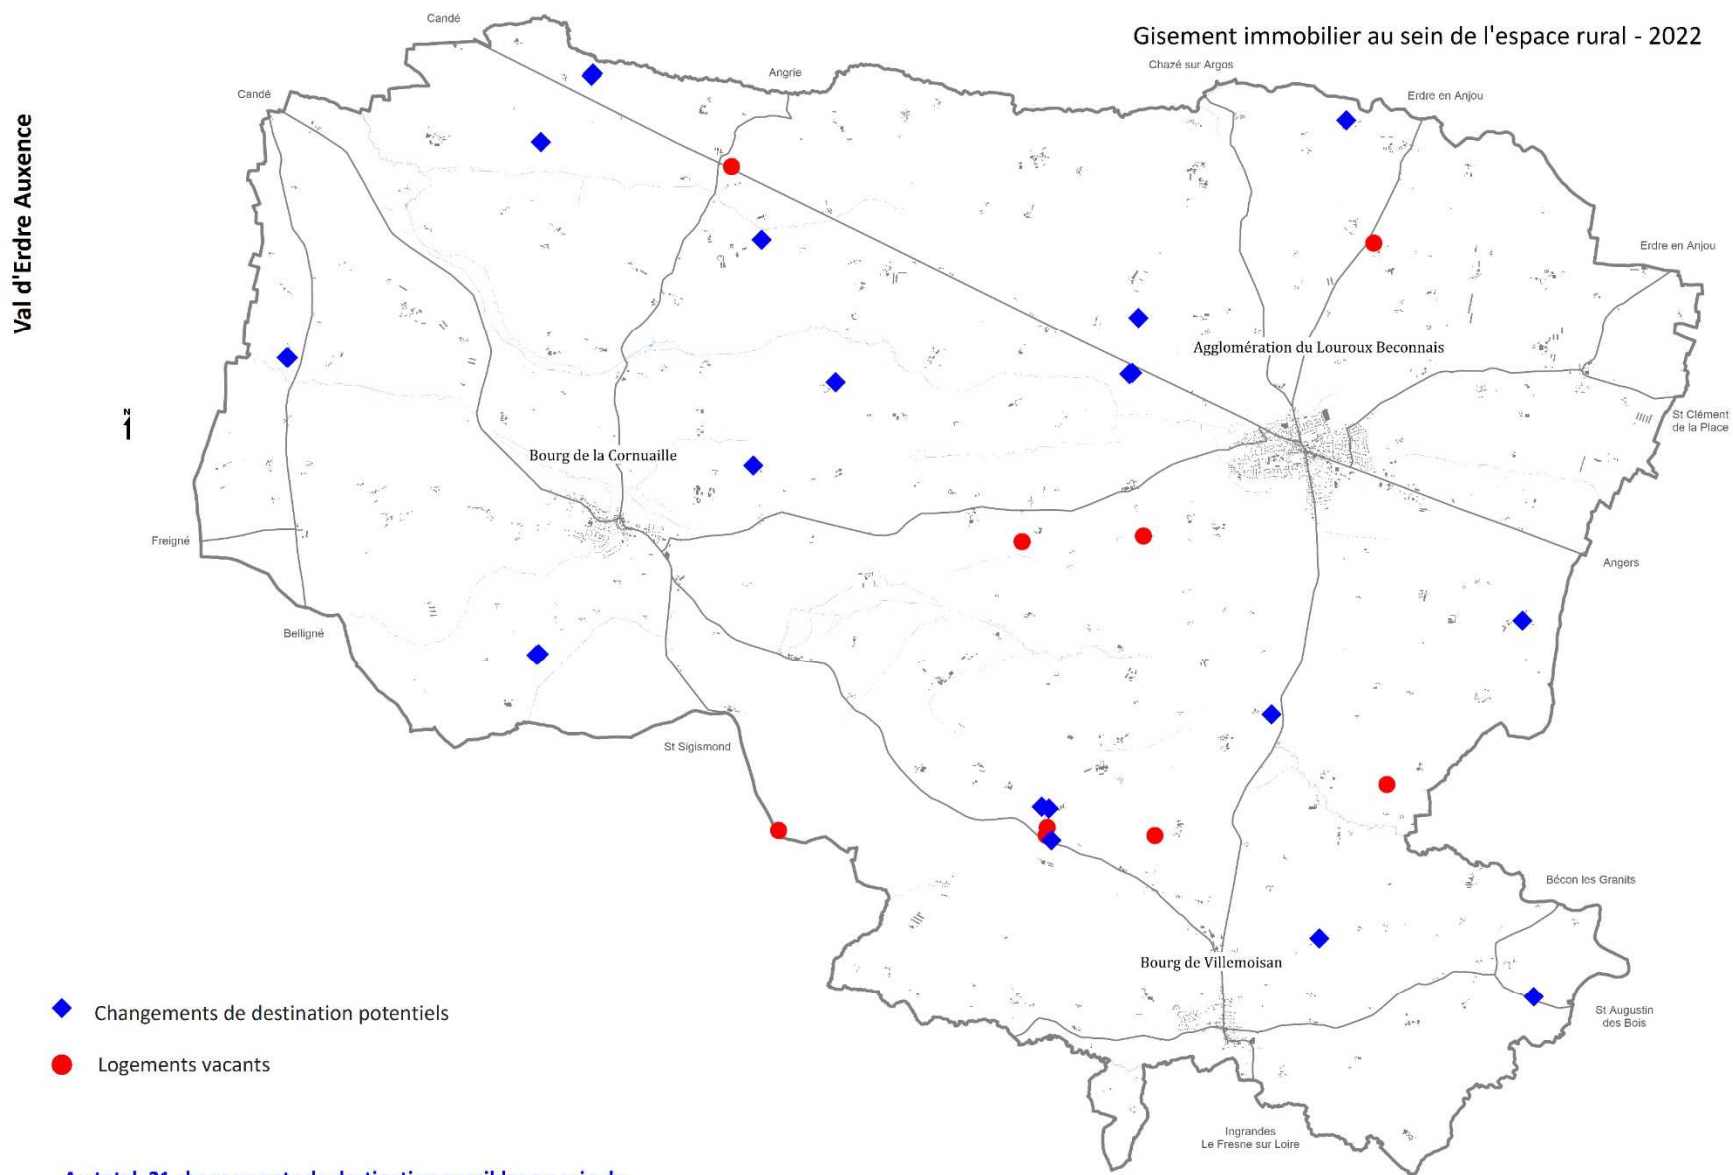 Gisement immobilier au sein de l'espace rural - 2022
Val d'Erdre Auxence
Candé
Angrie
Chazé sur Argos
Candé
Erdre en Anjou
Erdre en Anjou
Agglomération du Louroux Beconnais
St Clément
de la Place
Bourg de la Cornuaille
N
Freigné
Angers
Belligné
St Sigismond
Bécon les Granits
Bourg de Villemoisan
St Augustin
des Bois
Changements de destination potentiels
Logements vacants
Ingrandes
Le Fresne sur Loire